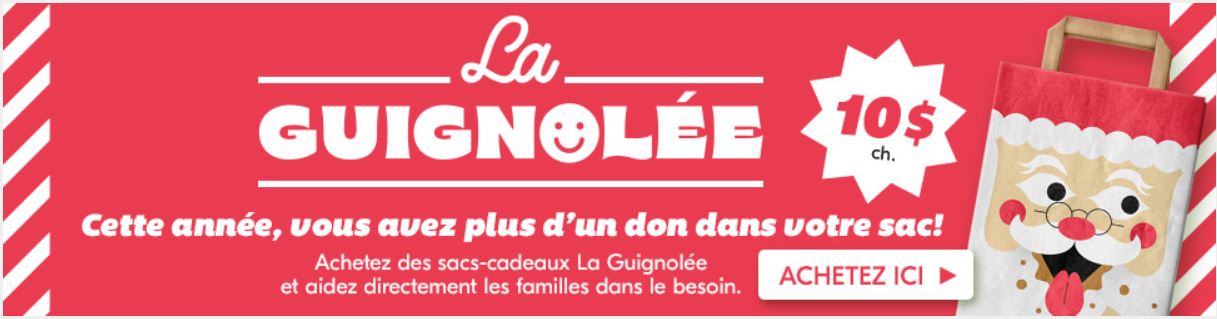 La
GUIGNOLÉE
10$
ch.
Cette année, vous avez plus d'un don dans votre sac!
Achetez des sacs-cadeaux La Guignolée
et aidez directement les familles dans le besoin.
ACHETEZ ICI